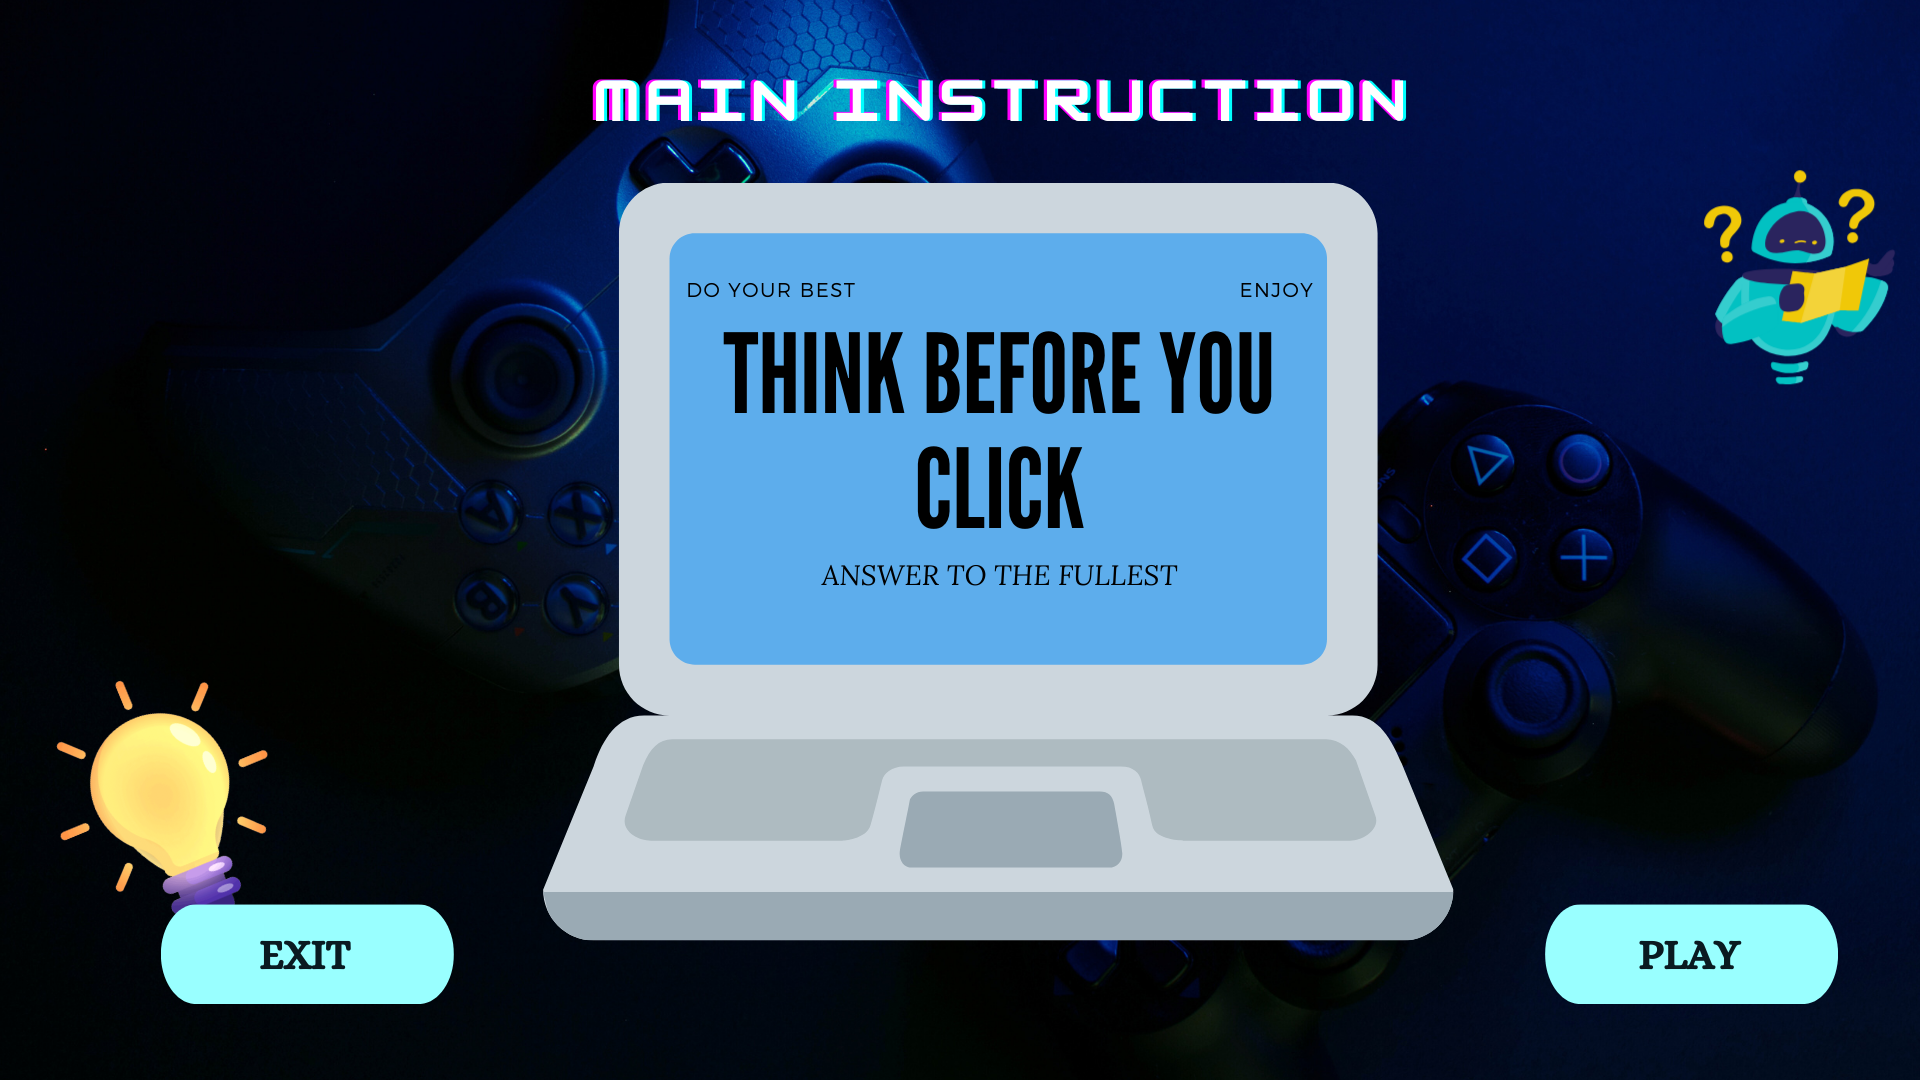 MAIN INSTRUCTION
DO YOUR BEST
ENJOY
THINK BEFORE YOU
CLICK
ANSWER TO THE FULLEST
A
X
B
Y
?
?
EXIT
PLAY